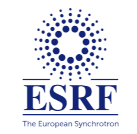 ESRF
The European Synchrotron